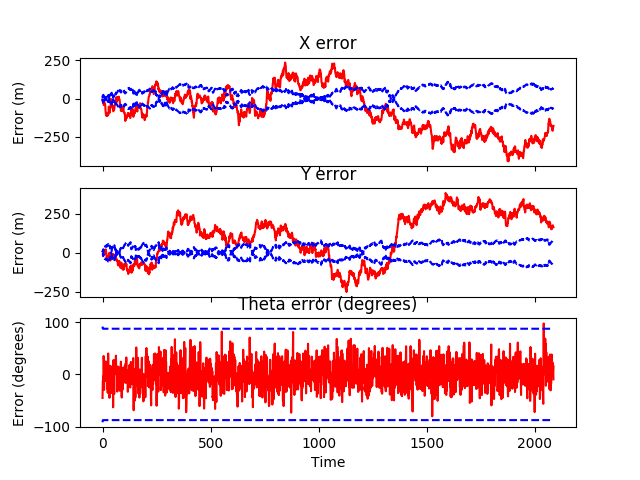 X error
250
0
−250
Error (m)
Y error
250
0
−250
Error (m)
Theta error (degrees)
100
0
−100
Error (degrees)
0 500 1000 1500 2000
Time